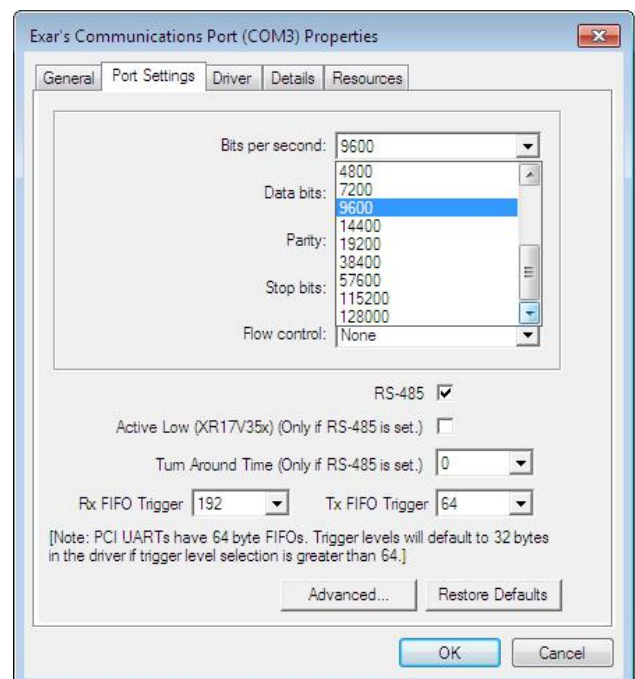 Exar's Communications Port (COM3) Properties
General Port Settings Driver Details Resources
Bits per second: 9600
4800
Data bits: 7200
9600
14400
Parity: 19200
38400
Stop bits: 57600
115200
128000
Flow control: None
RS-485
Active Low (XR17V35x) (Only if RS-485 is set.)
Turn Around Time (Only if RS-485 is set.) 0
Rx FIFO Trigger 192 Tx FIFO Trigger 64
[Note: PCI UARTs have 64 byte FIFOs. Trigger levels will default to 32 bytes
in the driver if trigger level selection is greater than 64.]
Advanced... Restore Defaults
OK Cancel